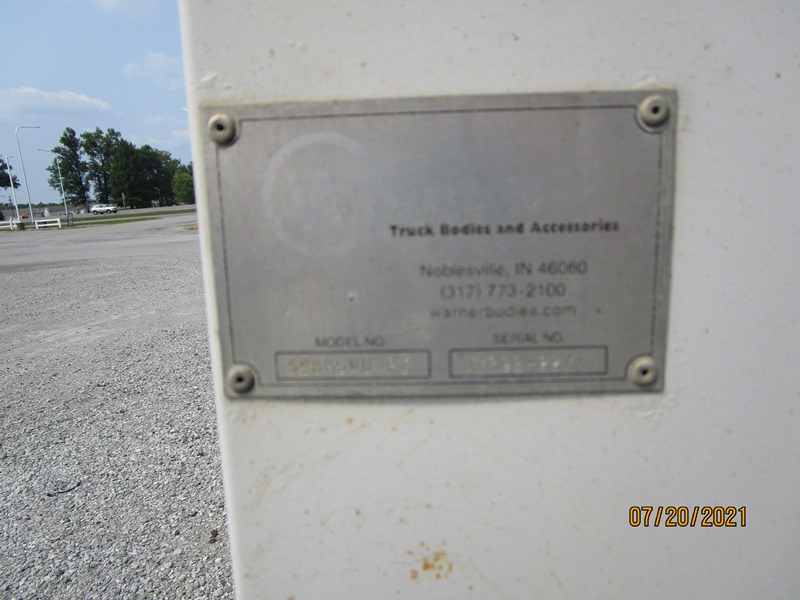 Truck Bodies and Accessories
Noblesville, IN 46060
(317) 773-2100
warnerbodies.com
MODEL NO.
SERIAL NO.
07/20/2021